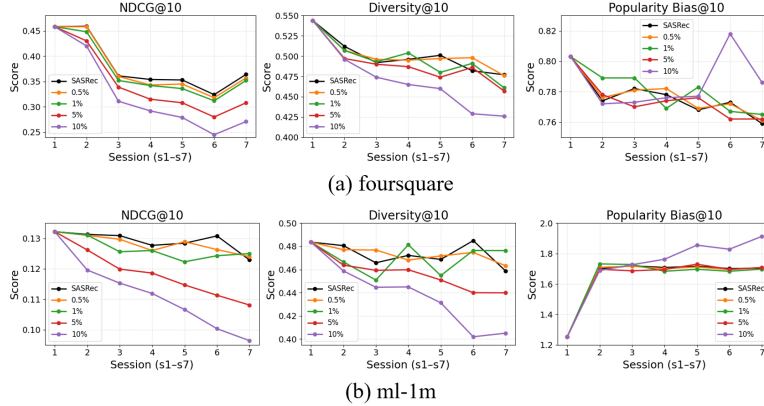 (a)
NDCG@10
Score
0.45
0.40
0.35
0.30
0.25
SASRec
0.5%
1%
5%
10%
1 2 3 4 5 6 7
Session (s1–s7)
Diversity@10
Score
0.550
0.525
0.500
0.475
0.450
0.425
0.400
SASRec
0.5%
1%
5%
10%
1 2 3 4 5 6 7
Session (s1–s7)
Popularity Bias@10
Score
0.82
0.80
0.78
0.76
SASRec
0.5%
1%
5%
10%
1 2 3 4 5 6 7
Session (s1–s7)
(a) foursquare
(b)
NDCG@10
Score
0.13
0.12
0.11
0.10
SASRec
0.5%
1%
5%
10%
1 2 3 4 5 6 7
Session (s1–s7)
Diversity@10
Score
0.50
0.48
0.46
0.44
0.42
0.40
SASRec
0.5%
1%
5%
10%
1 2 3 4 5 6 7
Session (s1–s7)
Popularity Bias@10
Score
2.0
1.8
1.6
1.4
1.2
SASRec
0.5%
1%
5%
10%
1 2 3 4 5 6 7
Session (s1–s7)
(b) ml-1m